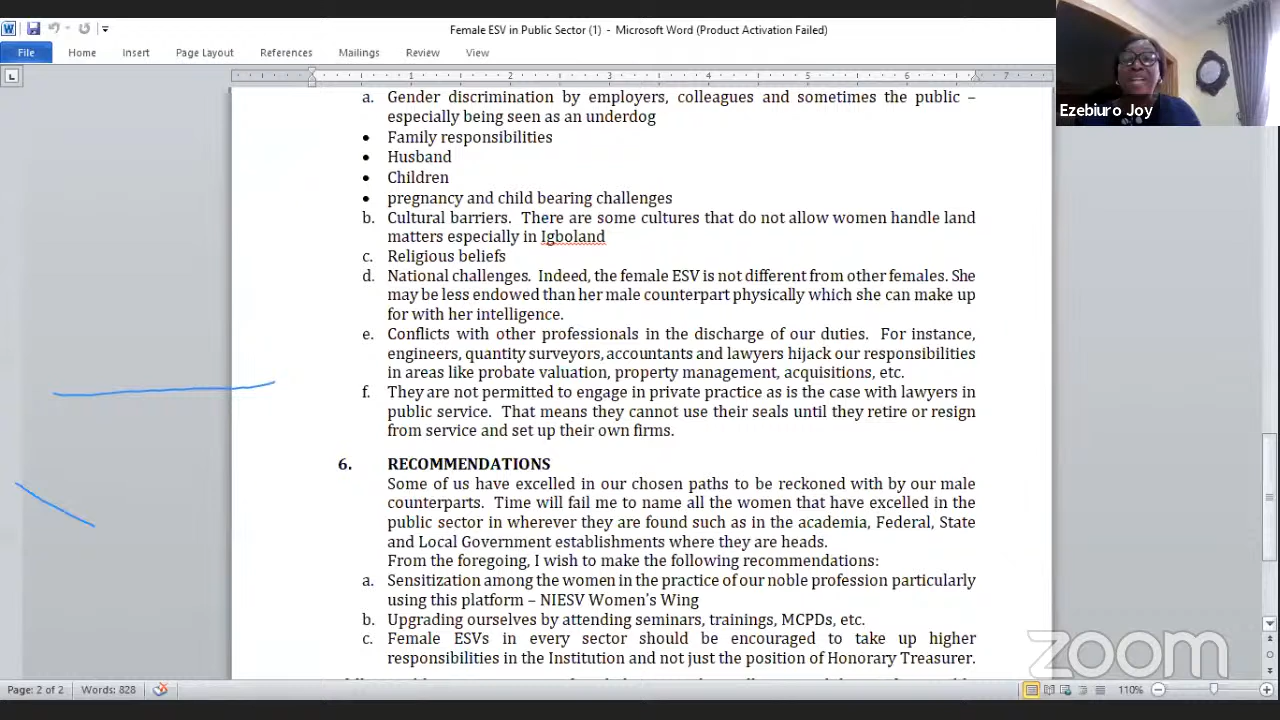 Female ESV in Public Sector (1) - Microsoft Word (Product Activation Failed)
File Home Insert Page Layout References Mailings Review View
1 2 3 4 5 6 7
a. Gender discrimination by employers, colleagues and sometimes the public –
especially being seen as an underdog
• Family responsibilities
• Husband
• Children
• pregnancy and child bearing challenges
b. Cultural barriers. There are some cultures that do not allow women handle land
matters especially in Igboland
c. Religious beliefs
d. National challenges. Indeed, the female ESV is not different from other females. She
may be less endowed than her male counterpart physically which she can make up
for with her intelligence.
e. Conflicts with other professionals in the discharge of our duties. For instance,
engineers, quantity surveyors, accountants and lawyers hijack our responsibilities
in areas like probate valuation, property management, acquisitions, etc.
f. They are not permitted to engage in private practice as is the case with lawyers in
public service. That means they cannot use their seals until they retire or resign
from service and set up their own firms.
6. RECOMMENDATIONS
Some of us have excelled in our chosen paths to be reckoned with by our male
counterparts. Time will fail me to name all the women that have excelled in the
public sector in wherever they are found such as in the academia, Federal, State
and Local Government establishments where they are heads.
From the foregoing, I wish to make the following recommendations:
a. Sensitization among the women in the practice of our noble profession particularly
using this platform – NIESV Women's Wing
b. Upgrading ourselves by attending seminars, trainings, MCPDs, etc.
c. Female ESVs in every sector should be encouraged to take up higher
responsibilities in the Institution and not just the position of Honorary Treasurer.
Page: 2 of 2 Words: 828 110%
Ezebiuro Joy
zoom